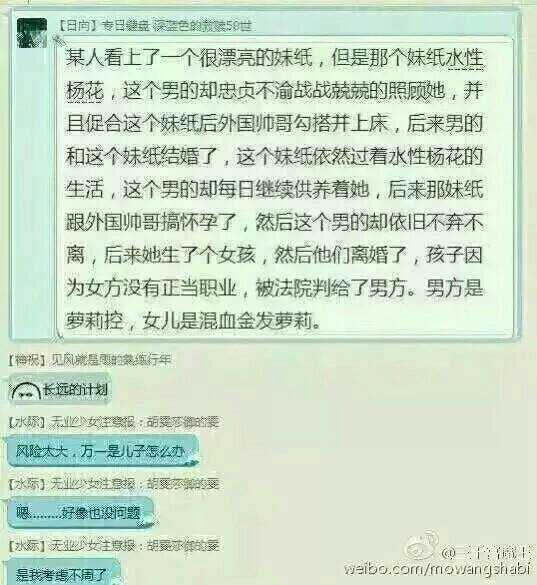 某人看上了一个很漂亮的妹纸，但是那个妹纸水性
杨花，这个男的却忠贞不渝战战兢兢的照顾她，并
且促合这个妹纸后外国帅哥勾搭并上床，后来男的
和这个妹纸结婚了，这个妹纸依然过着水性杨花的
生活，这个男的却每日继续供养着她，后来那妹纸
跟外国帅哥搞怀孕了，然后这个男的却依旧不弃不
离，后来她生了个女孩，然后他们离婚了，孩子因
为女方没有正当职业，被法院判给了男方。男方是
萝莉控，女儿是混血金发萝莉。
长远的计划
风险太大，万一是儿子怎么办
嗯.........好像也没问题
是我考虑不周了
weibo.com/mowangshabi